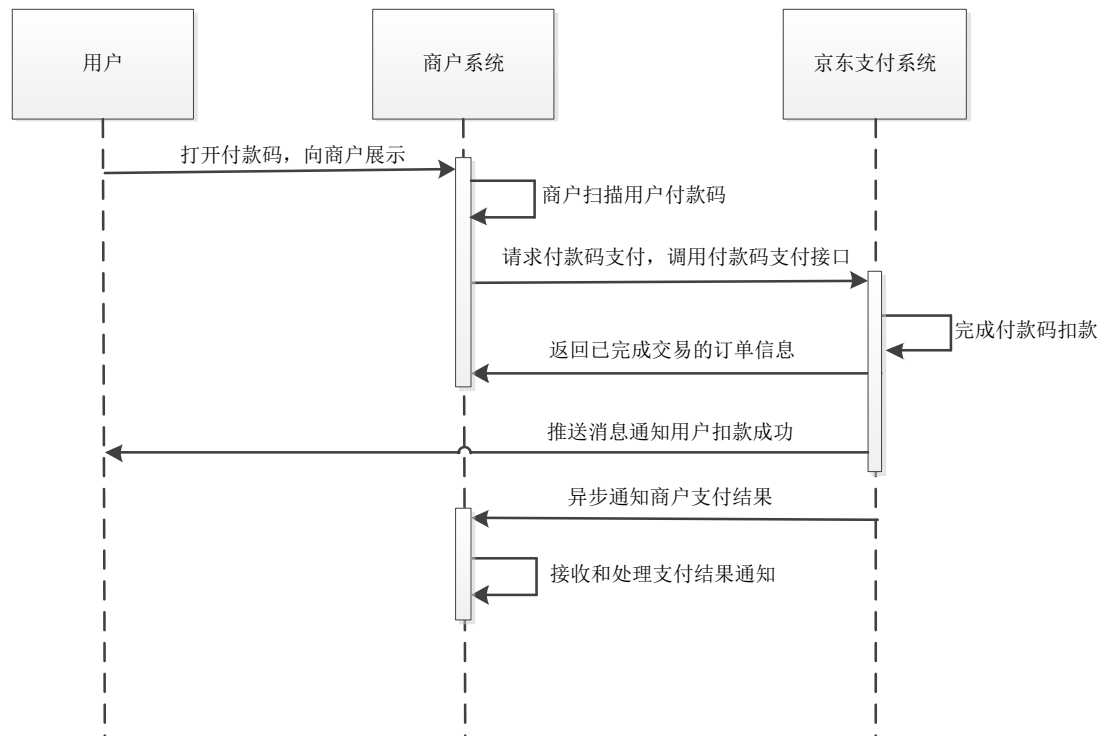 用户
商户系统
京东支付系统
打开付款码，向商户展示
商户扫描用户付款码
请求付款码支付，调用付款码支付接口
完成付款码扣款
返回已完成交易的订单信息
推送消息通知用户扣款成功
异步通知商户支付结果
接收和处理支付结果通知